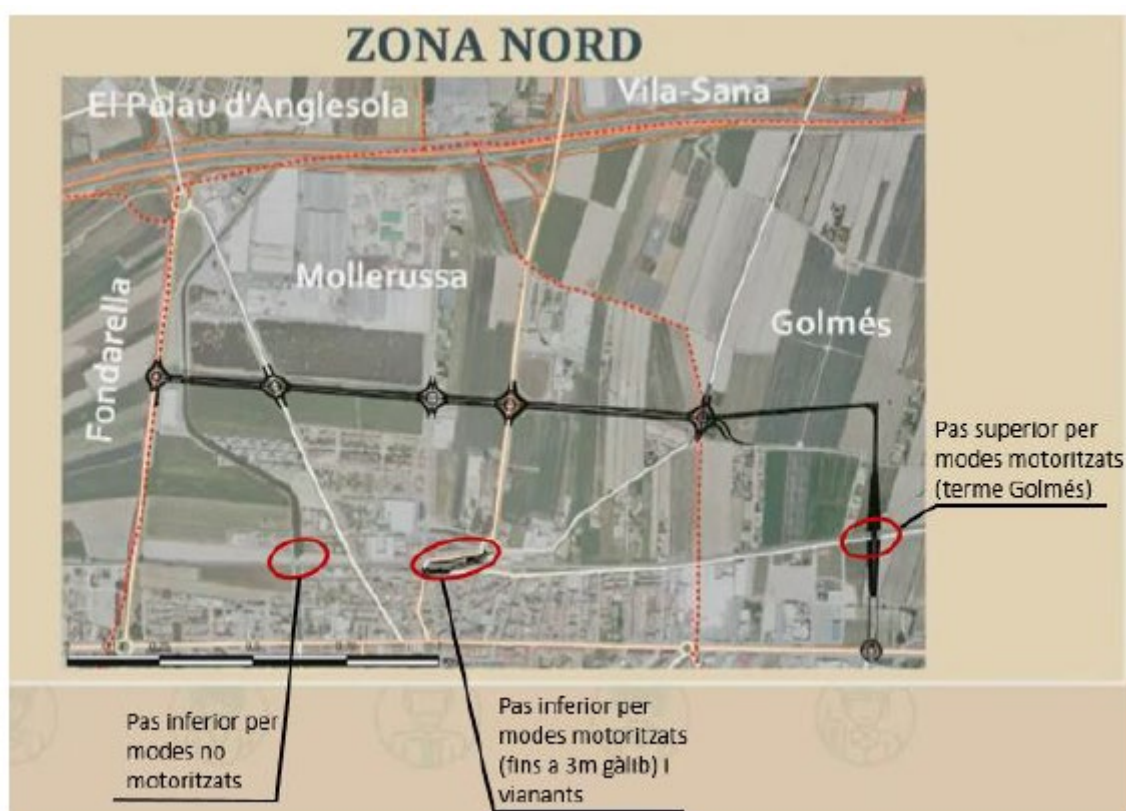 ZONA NORD
El Palau d'Anglesola
Vila-Sana
Mollerussa
Golmés
Fondarella
Pas superior per
modes motoritzats
(terme Golmés)
Pas inferior per
modes no
motoritzats
Pas inferior per
modes motoritzats
(fins a 3m gàlib) i
vianants